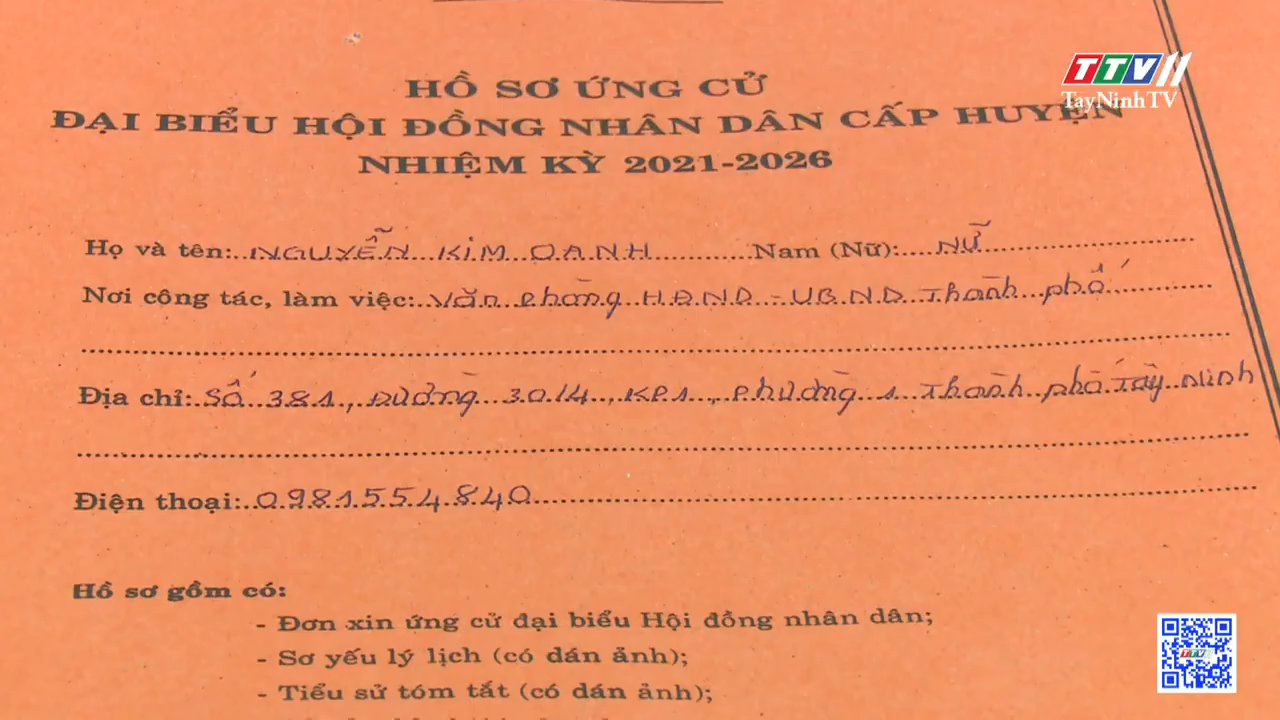 TTV11
TayNinhTV
HỒ SƠ ỨNG CỬ
ĐẠI BIỂU HỘI ĐỒNG NHÂN DÂN CẤP HUYỆN
NHIỆM KỲ 2021-2026
Họ và tên: NGUYỄN KIM OANH Nam (Nữ): NỮ
Nơi công tác, làm việc: Văn Phòng HĐND - UBND Thành phố
Địa chỉ: Số 381, Đường 30/4, KP1, Phường 1 Thành phố Tây Ninh
Điện thoại: 0981554840
Hồ sơ gồm có:
- Đơn xin ứng cử đại biểu Hội đồng nhân dân;
- Sơ yếu lý lịch (có dán ảnh);
- Tiểu sử tóm tắt (có dán ảnh);
TTV